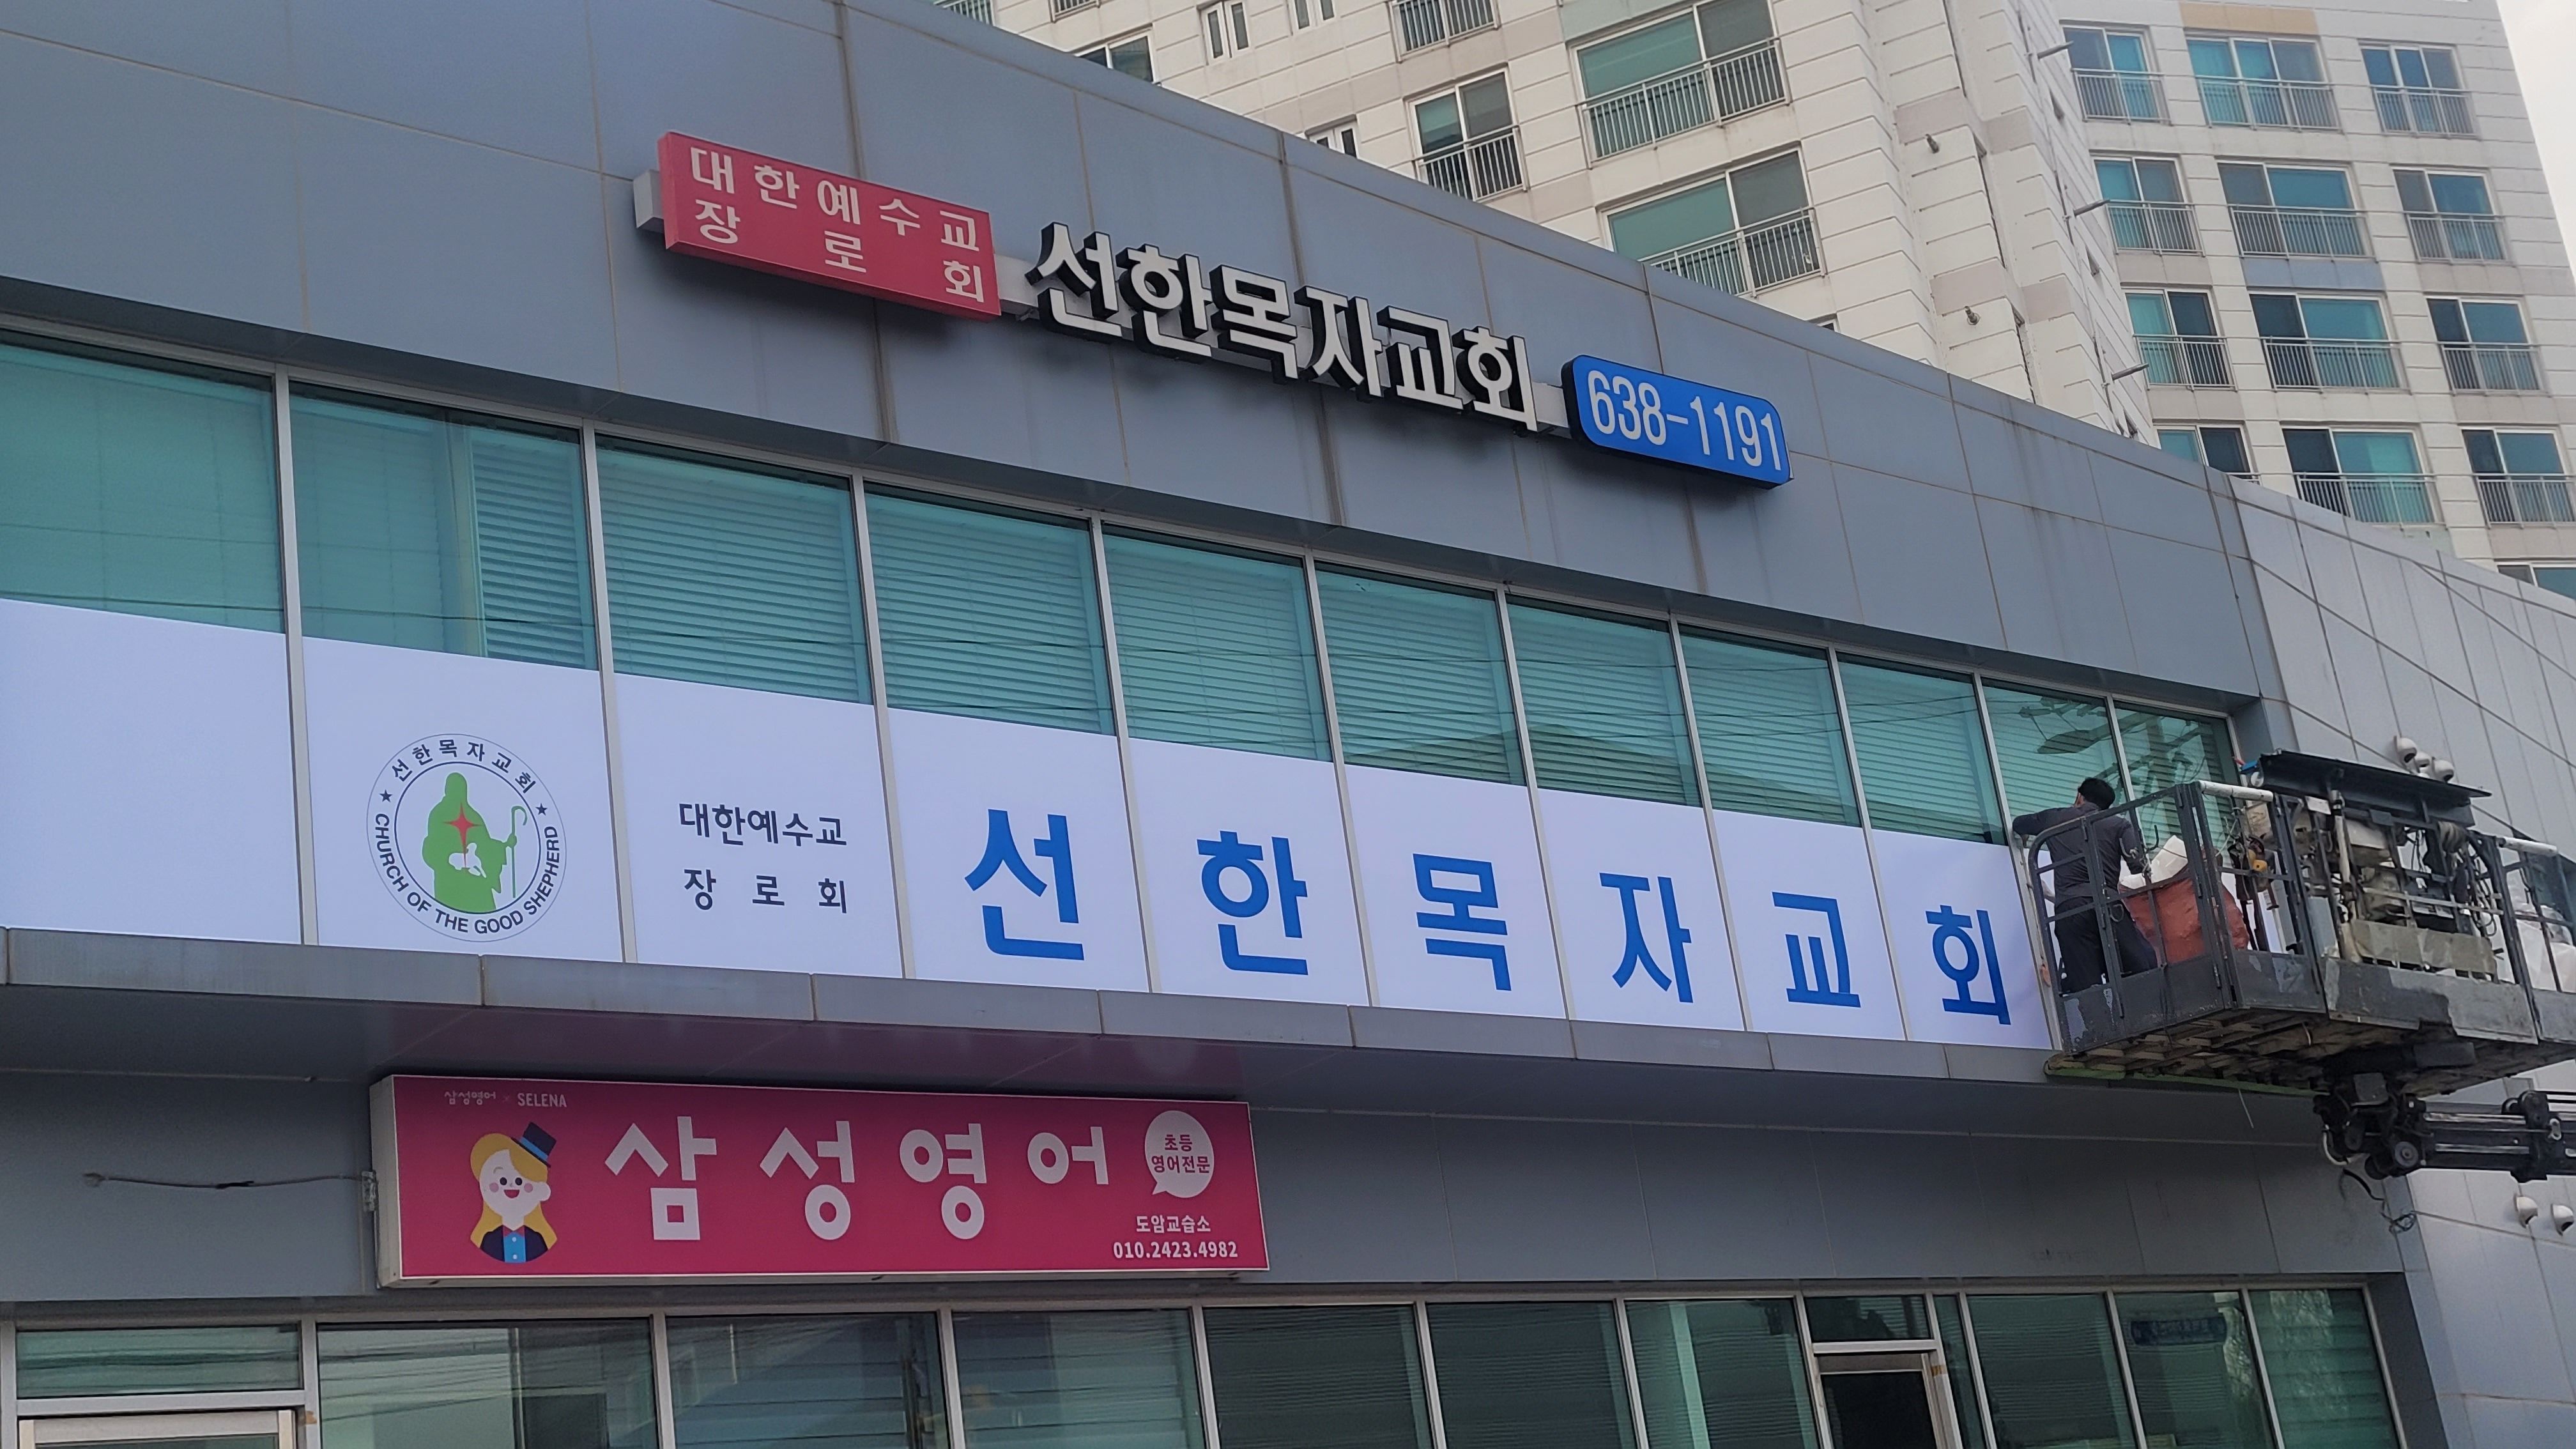 대한예수교
장로회
선한목자교회
638-1191
선한목자교회
CHURCH OF THE GOOD SHEPHERD
대한예수교
장로회
선한목자교회
삼성영어 × SELENA
삼성영어
초등
영어전문
도암교습소
010.2423.4982